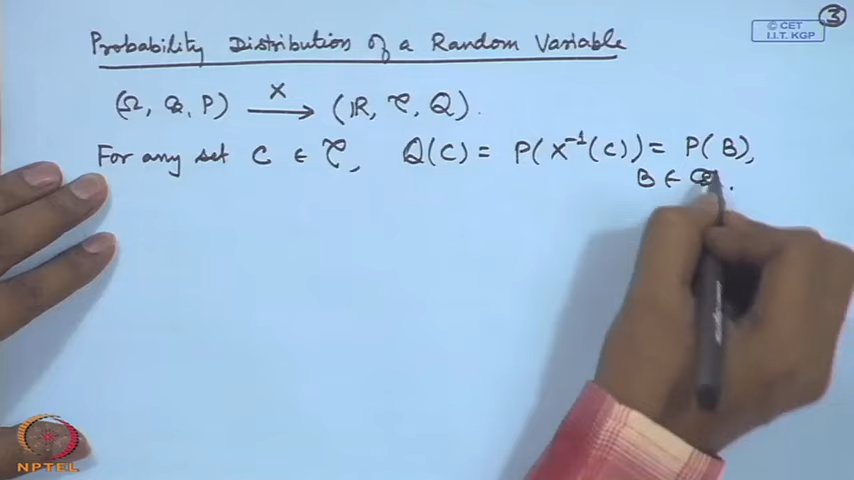 © CET
I.I.T. KGP
3
Probability Distribution of a Random Variable
(Ω, 𝓑, P) —X→ (ℝ, 𝒞, Q).
For any set C ∈ 𝒞, Q(C) = P(X⁻¹(C)) = P(B),
B ∈ 𝓑.
NPTEL